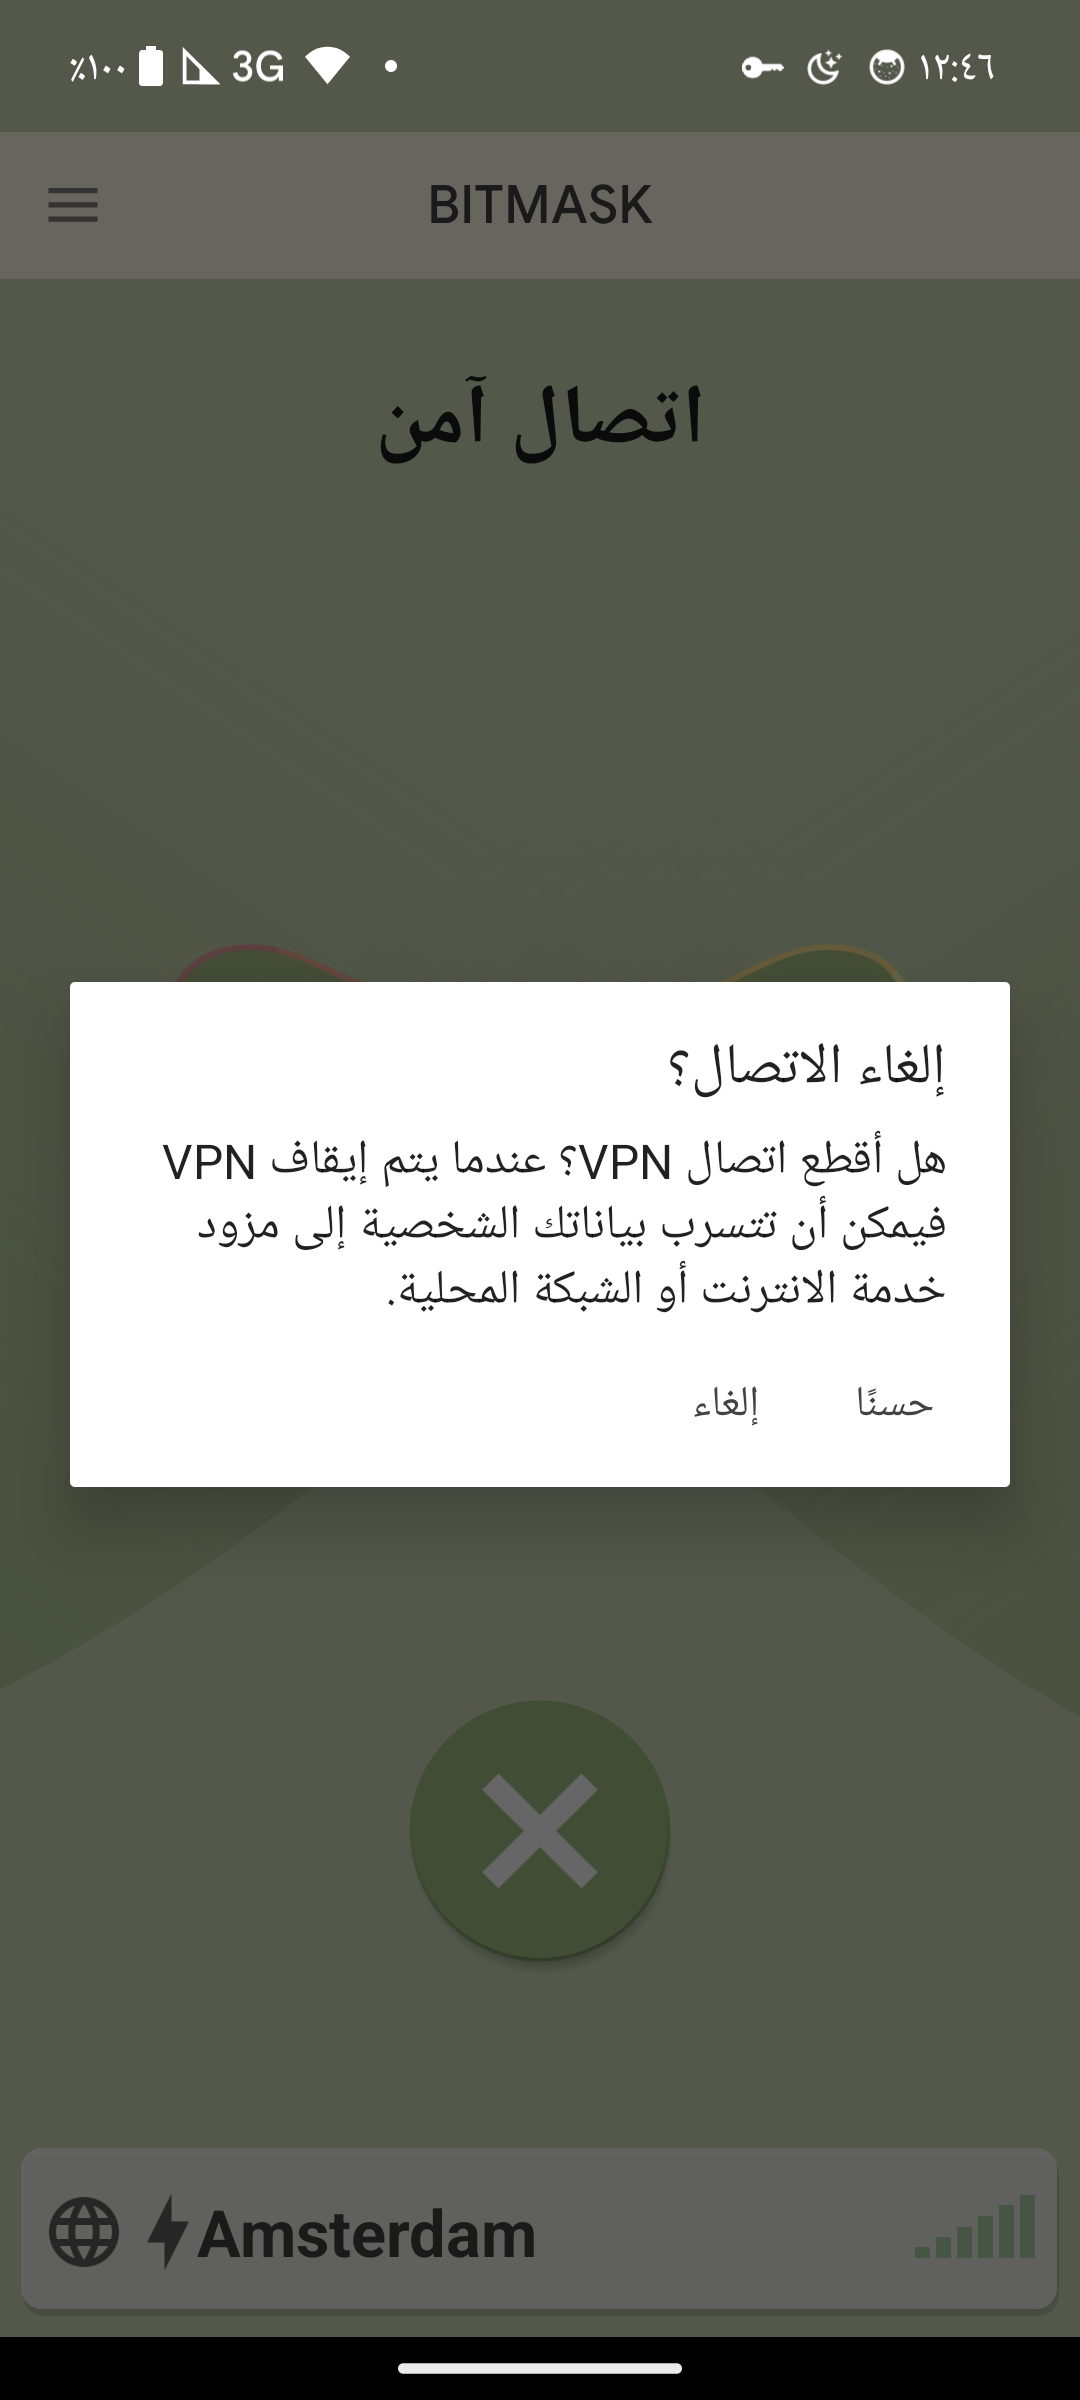 ٪١٠٠ 3G ١٢:٤٦
BITMASK
اتصال آمن
إلغاء الاتصال؟
هل أقطع اتصال VPN؟ عندما يتم إيقاف VPN
فيمكن أن تتسرب بياناتك الشخصية إلى مزود
خدمة الانترنت أو الشبكة المحلية.
حسنًا
إلغاء
Amsterdam